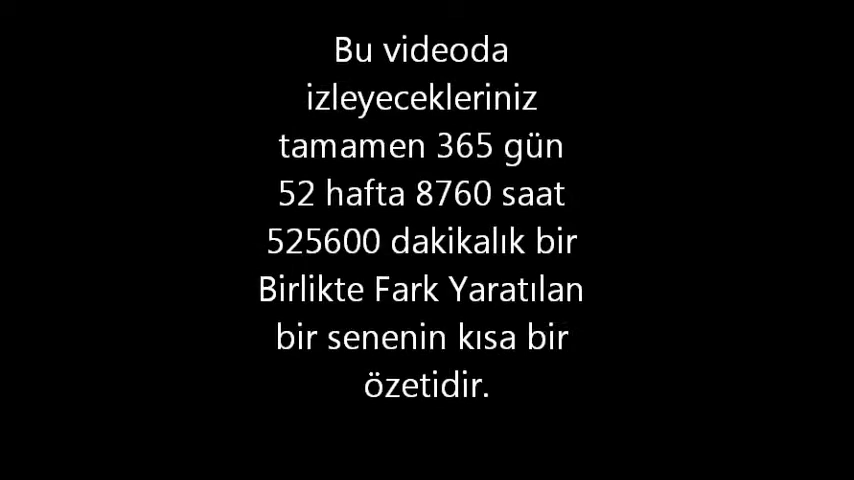 Bu videoda
izleyecekleriniz
tamamen 365 gün
52 hafta 8760 saat
525600 dakikalık bir
Birlikte Fark Yaratılan
bir senenin kısa bir
özetidir.